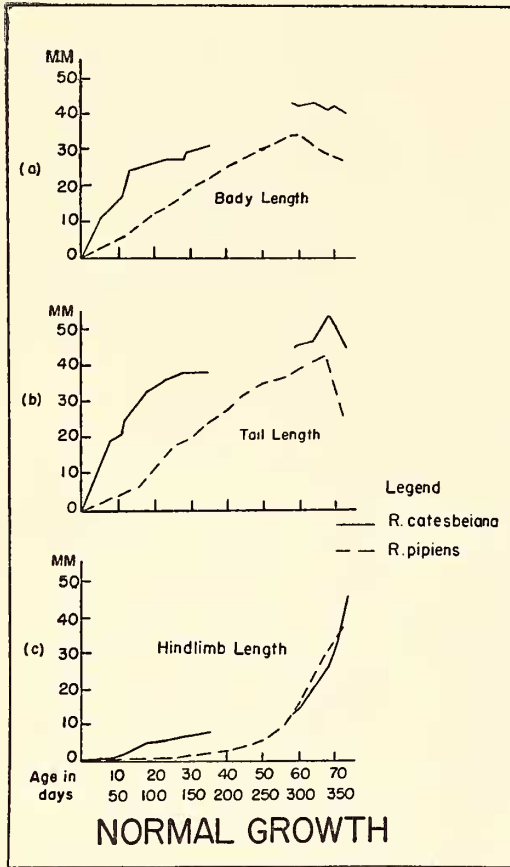 MM
50
40
30
20
10
0
(a)
Bady Length
MM
50
40
30
20
10
0
(b)
Tail Length
Legend
R. catesbeiana
R. pipiens
MM
50
40
30
20
10
0
(c)
Hindlimb Length
Age in 10 20 30 40 50 60 70
days 50 100 150 200 250 300 350
NORMAL GROWTH